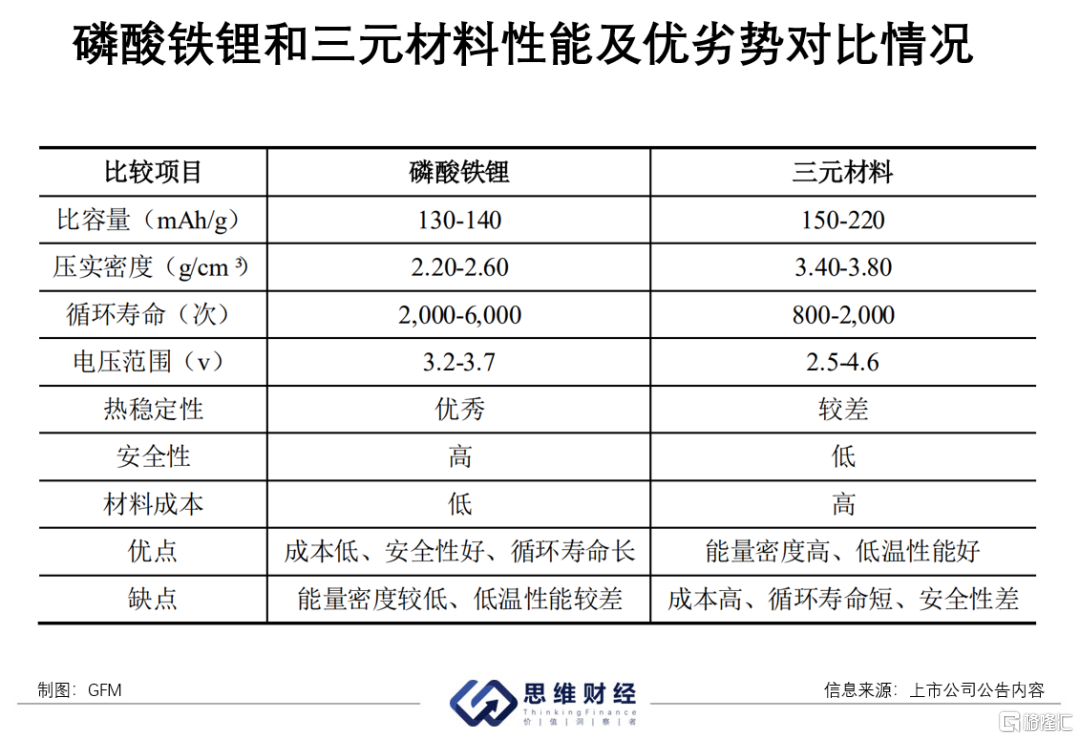 磷酸铁锂和三元材料性能及优劣势对比情况
比较项目 磷酸铁锂 三元材料
比容量（mAh/g） 130-140 150-220
压实密度（g/cm³） 2.20-2.60 3.40-3.80
循环寿命（次） 2,000-6,000 800-2,000
电压范围（v） 3.2-3.7 2.5-4.6
热稳定性 优秀 较差
安全性 高 低
材料成本 低 高
优点 成本低、安全性好、循环寿命长 能量密度高、低温性能好
缺点 能量密度较低、低温性能较差 成本高、循环寿命短、安全性差
制图：GFM
思维财经
ThinkingFinance
价|值|洞|察|者
信息来源：上市公司公告内容
格隆汇